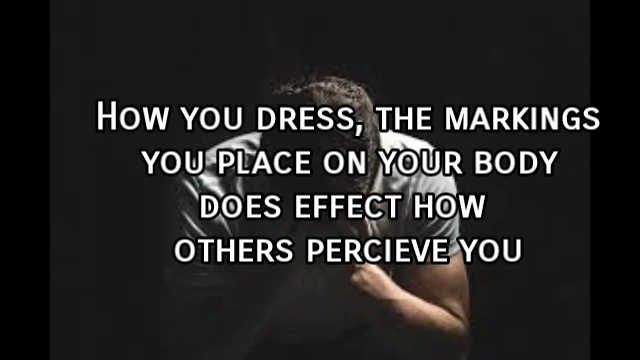 How you dress, the markings
you place on your body
does effect how
others percieve you